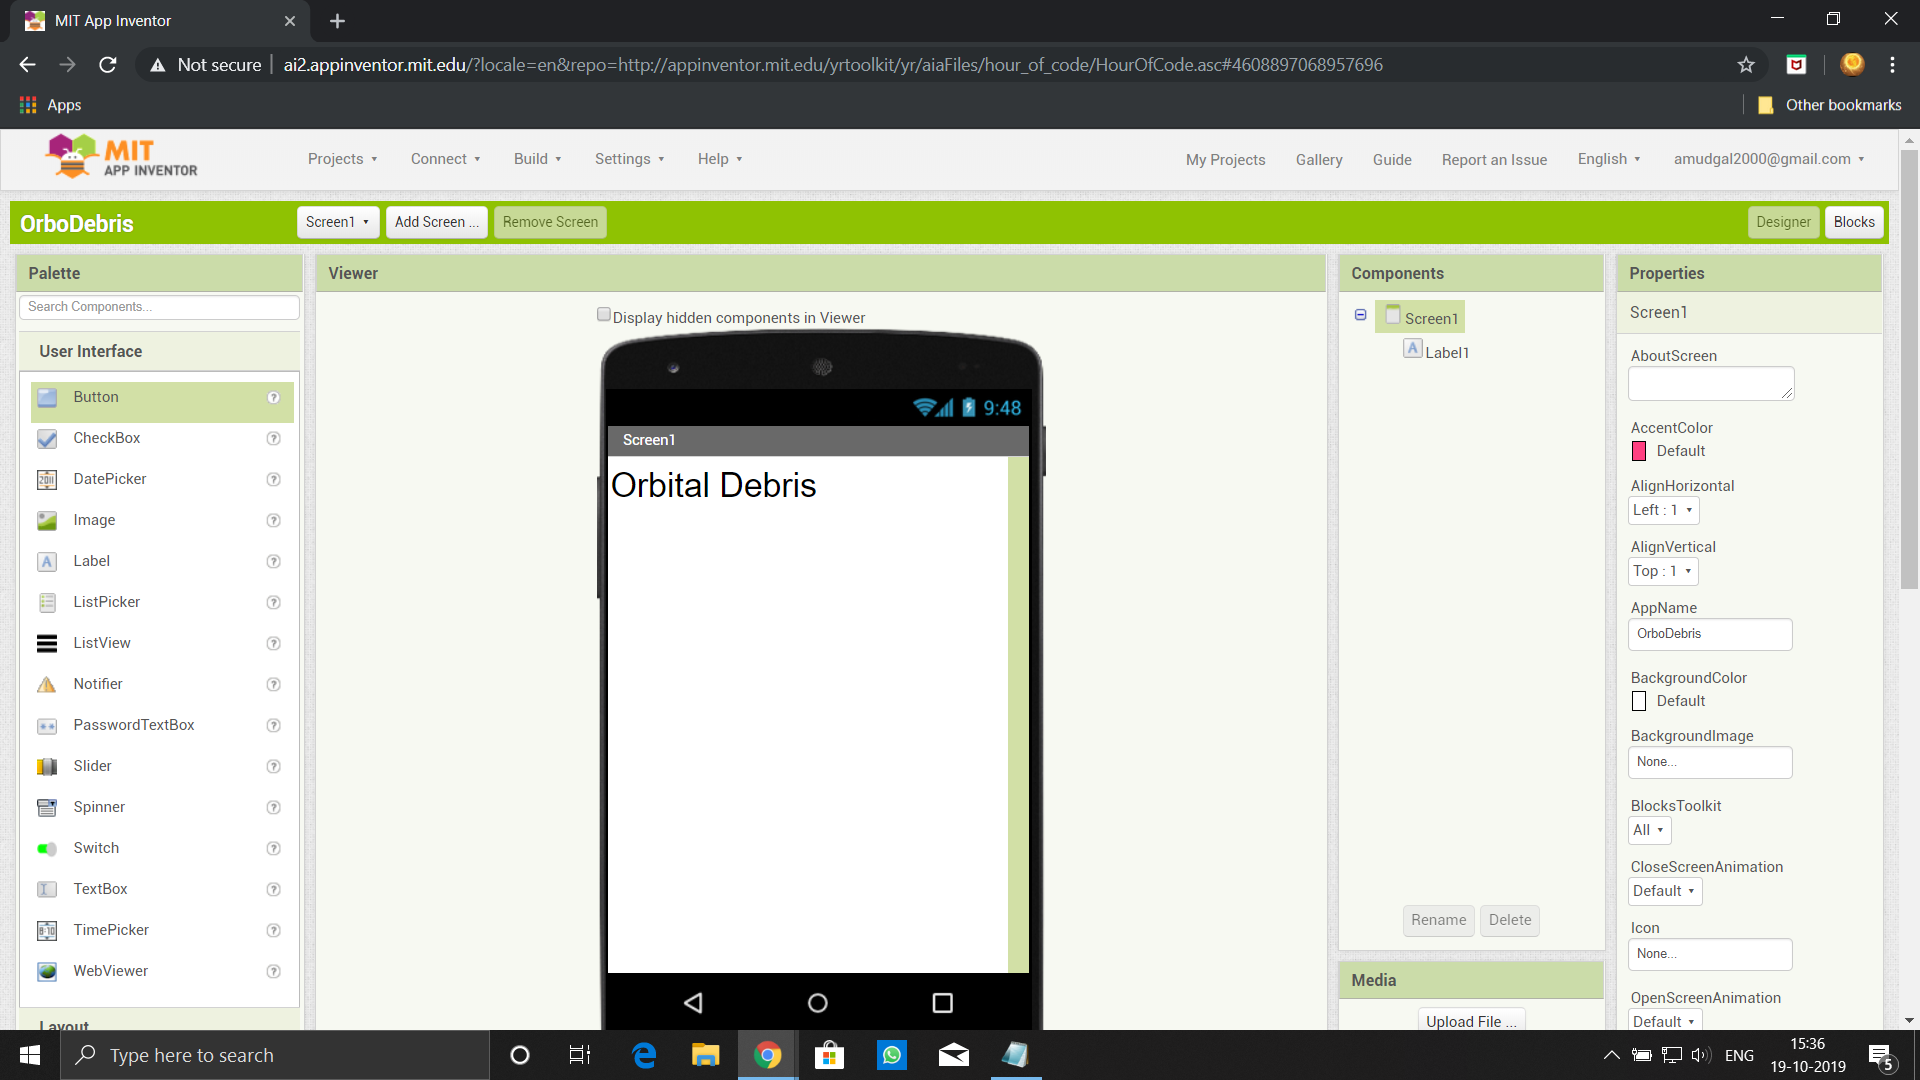 MIT App Inventor
Not secure
ai2.appinventor.mit.edu/?locale=en&repo=http://appinventor.mit.edu/yrtoolkit/yr/aiaFiles/hour_of_code/HourOfCode.asc#4608897068957696
Apps
Other bookmarks
MIT
APP INVENTOR
Projects
Connect
Build
Settings
Help
My Projects
Gallery
Guide
Report an Issue
English
amudgal2000@gmail.com
OrboDebris
Screen1
Add Screen ...
Remove Screen
Designer
Blocks
Palette
Search Components...
User Interface
Button
CheckBox
DatePicker
Image
Label
ListPicker
ListView
Notifier
PasswordTextBox
Slider
Spinner
Switch
TextBox
TimePicker
WebViewer
Layout
Viewer
Display hidden components in Viewer
9:48
Screen1
Orbital Debris
Components
Screen1
Label1
Rename
Delete
Media
Upload File ...
Properties
Screen1
AboutScreen
AccentColor
Default
AlignHorizontal
Left : 1
AlignVertical
Top : 1
AppName
OrboDebris
BackgroundColor
Default
BackgroundImage
None...
BlocksToolkit
All
CloseScreenAnimation
Default
Icon
None...
OpenScreenAnimation
Default
Type here to search
ENG
15:36
19-10-2019
5